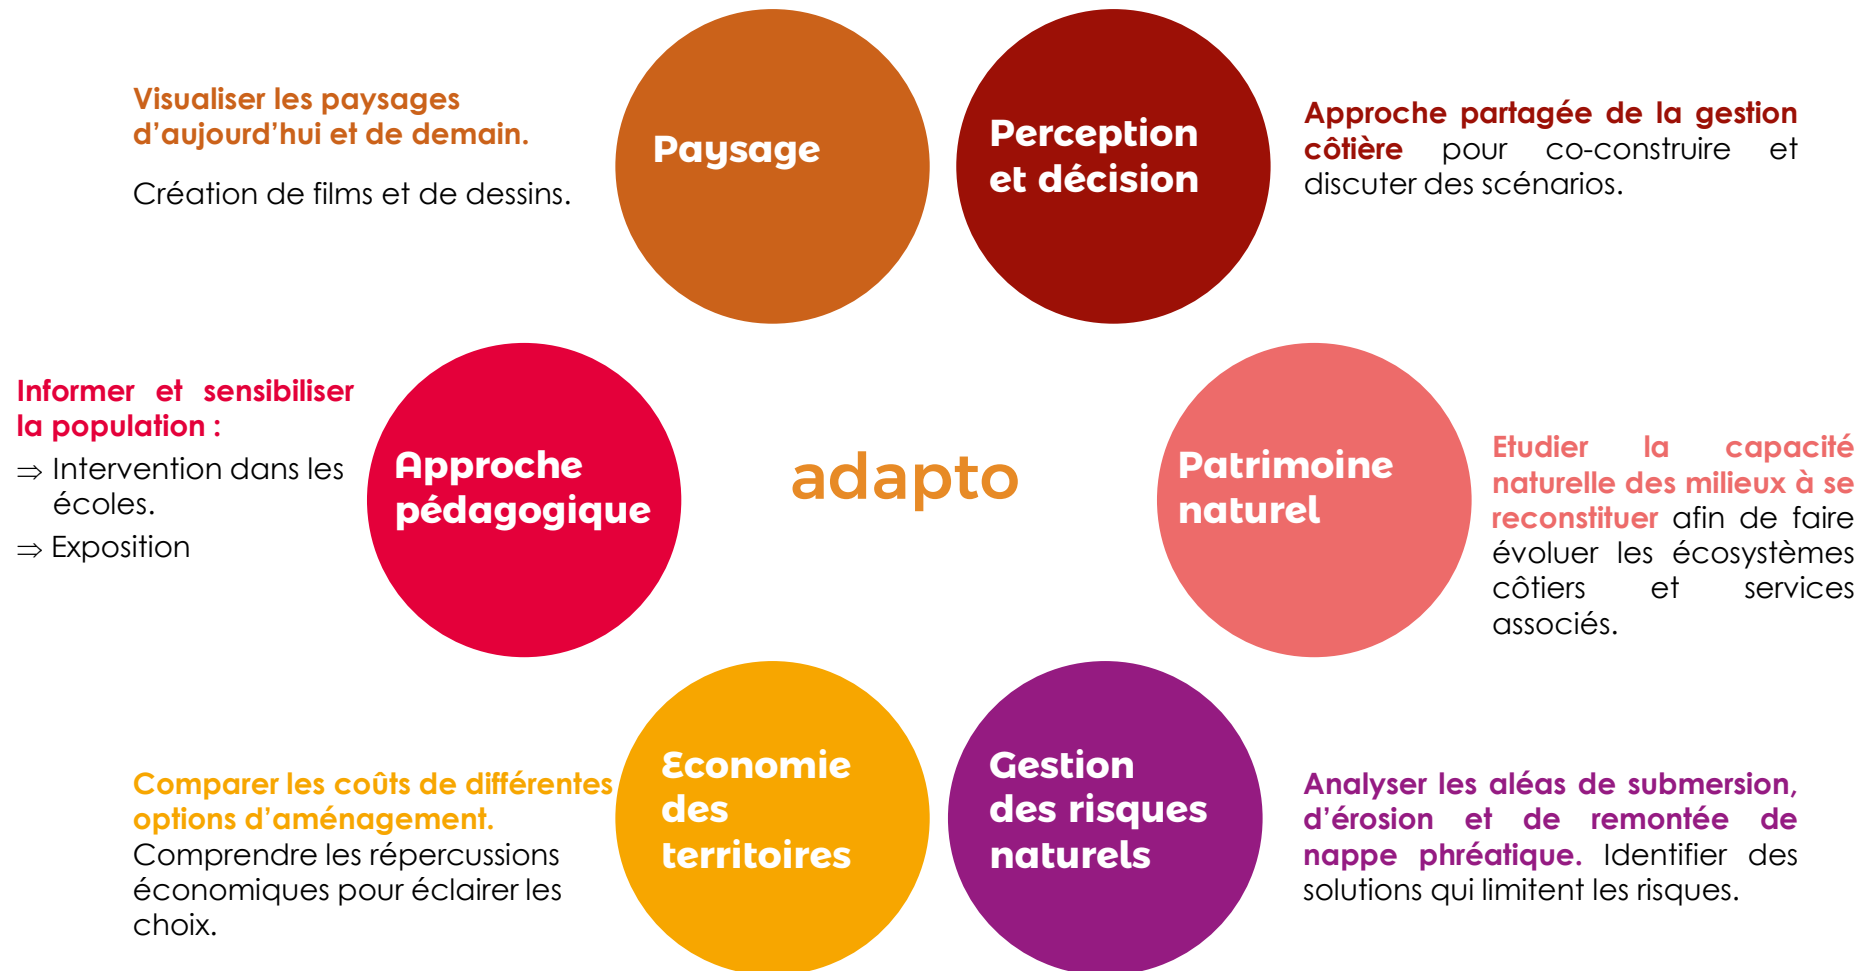 Visualiser les paysages
d’aujourd’hui et de demain.
Création de films et de dessins.
Paysage
Perception
et décision
Approche partagée de la gestion
côtière pour co-construire et
discuter des scénarios.
Informer et sensibiliser
la population :
⇒ Intervention dans les
écoles.
⇒ Exposition
Approche
pédagogique
adapto
Patrimoine
naturel
Etudier la capacité
naturelle des milieux à se
reconstituer afin de faire
évoluer les écosystèmes
côtiers et services
associés.
Comparer les coûts de différentes
options d’aménagement.
Comprendre les répercussions
économiques pour éclairer les
choix.
Economie
des
territoires
Gestion
des risques
naturels
Analyser les aléas de submersion,
d’érosion et de remontée de
nappe phréatique. Identifier des
solutions qui limitent les risques.